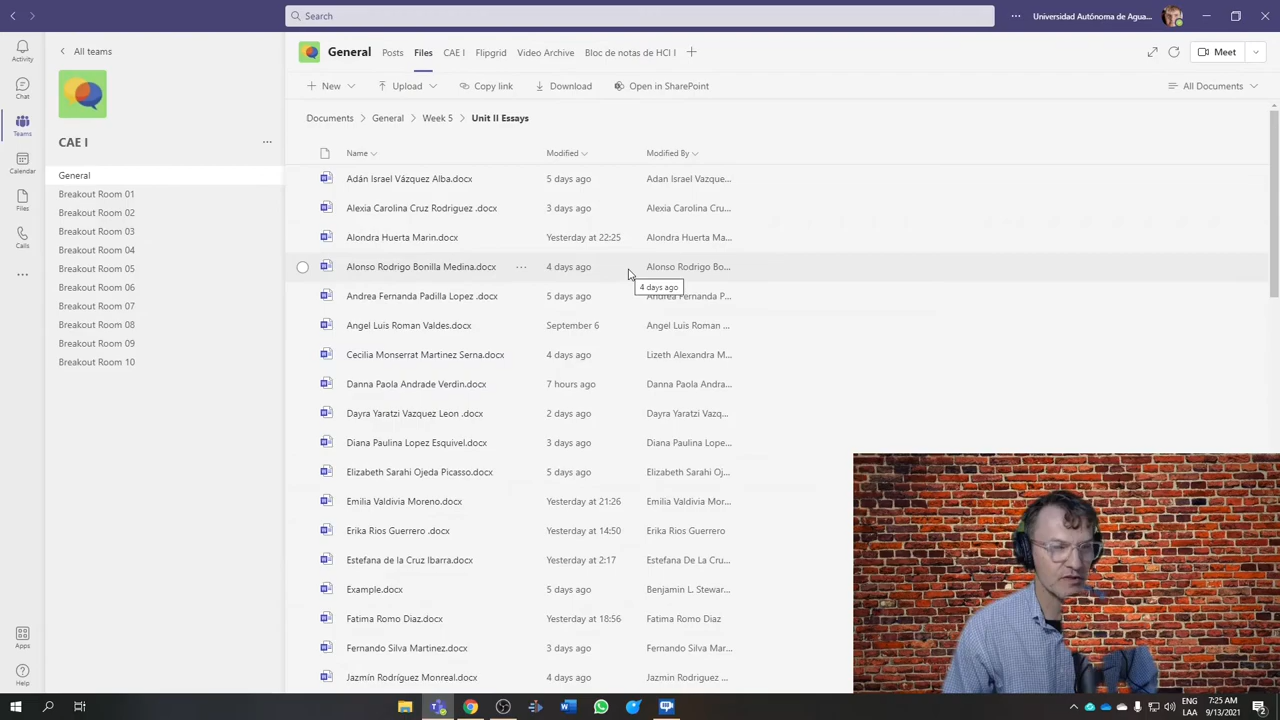 Search
Universidad Autónoma de Agua...
Activity
Chat
Teams
Calendar
Files
Calls
Apps
Help
All teams
CAE I
General
Breakout Room 01
Breakout Room 02
Breakout Room 03
Breakout Room 04
Breakout Room 05
Breakout Room 06
Breakout Room 07
Breakout Room 08
Breakout Room 09
Breakout Room 10
General Posts Files CAE I Flipgrid Video Archive Bloc de notas de HCI I Meet
New Upload Copy link Download Open in SharePoint All Documents
Documents General Week 5 Unit II Essays
Name Modified Modified By
Adán Israel Vázquez Alba.docx 5 days ago Adan Israel Vazque...
Alexia Carolina Cruz Rodriguez .docx 3 days ago Alexia Carolina Cru...
Alondra Huerta Marin.docx Yesterday at 22:25 Alondra Huerta Ma...
Alonso Rodrigo Bonilla Medina.docx ... 4 days ago Alonso Rodrigo Bo...
4 days ago
Andrea Fernanda Padilla Lopez .docx 5 days ago Andrea Fernanda P...
Angel Luis Roman Valdes.docx September 6 Angel Luis Roman ...
Cecilia Monserrat Martinez Serna.docx 4 days ago Lizeth Alexandra M...
Danna Paola Andrade Verdin.docx 7 hours ago Danna Paola Andra...
Dayra Yaratzi Vazquez Leon .docx 2 days ago Dayra Yaratzi Vazq...
Diana Paulina Lopez Esquivel.docx 3 days ago Diana Paulina Lope...
Elizabeth Sarahi Ojeda Picasso.docx 5 days ago Elizabeth Sarahi Oj...
Emilia Valdivia Moreno.docx Yesterday at 21:26 Emilia Valdivia Mor...
Erika Rios Guerrero .docx Yesterday at 14:50 Erika Rios Guerrero
Estefana de la Cruz Ibarra.docx Yesterday at 2:17 Estefana De La Cru...
Example.docx 5 days ago Benjamin L. Stewar...
Fatima Romo Diaz.docx Yesterday at 18:56 Fatima Romo Diaz
Fernando Silva Martinez.docx 3 days ago Fernando Silva Mar...
Jazmín Rodríguez Monreal.docx 4 days ago Jazmin Rodriguez ...
ENG
LAA
7:25 AM
9/13/2021
2